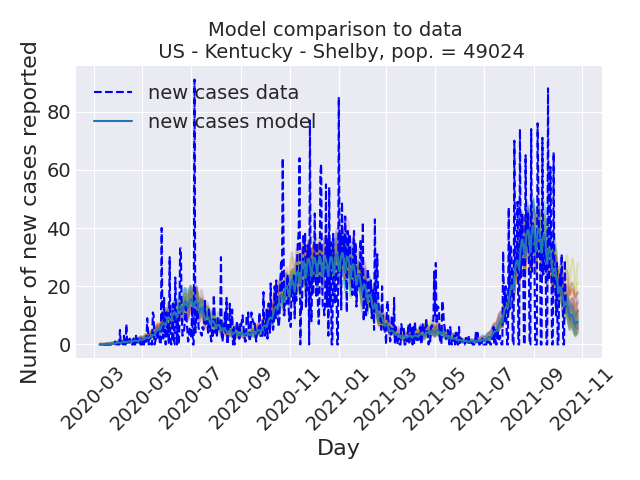 Model comparison to data
US - Kentucky - Shelby, pop. = 49024
Number of new cases reported
80
60
40
20
0
new cases data
new cases model
2020-03
2020-05
2020-07
2020-09
2020-11
2021-01
2021-03
2021-05
2021-07
2021-09
2021-11
Day